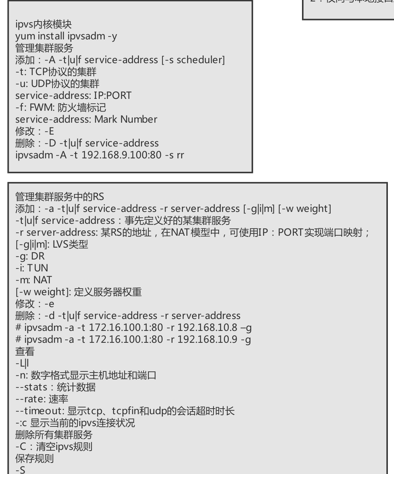 ipvs内核模块
yum install ipvsadm -y
管理集群服务
添加：-A -t|u|f service-address [-s scheduler]
-t: TCP协议的集群
-u: UDP协议的集群
service-address: IP:PORT
-f: FWM: 防火墙标记
service-address: Mark Number
修改：-E
删除：-D -t|u|f service-address
ipvsadm -A -t 192.168.9.100:80 -s rr
管理集群服务中的RS
添加：-a -t|u|f service-address -r server-address [-g|i|m] [-w weight]
-t|u|f service-address：事先定义好的某集群服务
-r server-address: 某RS的地址，在NAT模型中，可使用IP：PORT实现端口映射；
[-g|i|m]: LVS类型
-g: DR
-i: TUN
-m: NAT
[-w weight]: 定义服务器权重
修改：-e
删除：-d -t|u|f service-address -r server-address
# ipvsadm -a -t 172.16.100.1:80 -r 192.168.10.8 –g
# ipvsadm -a -t 172.16.100.1:80 -r 192.168.10.9 -g
查看
-L|l
-n: 数字格式显示主机地址和端口
--stats：统计数据
--rate: 速率
--timeout: 显示tcp、tcpfin和udp的会话超时时长
-:c 显示当前的ipvs连接状况
删除所有集群服务
-C：清空ipvs规则
保存规则
-S